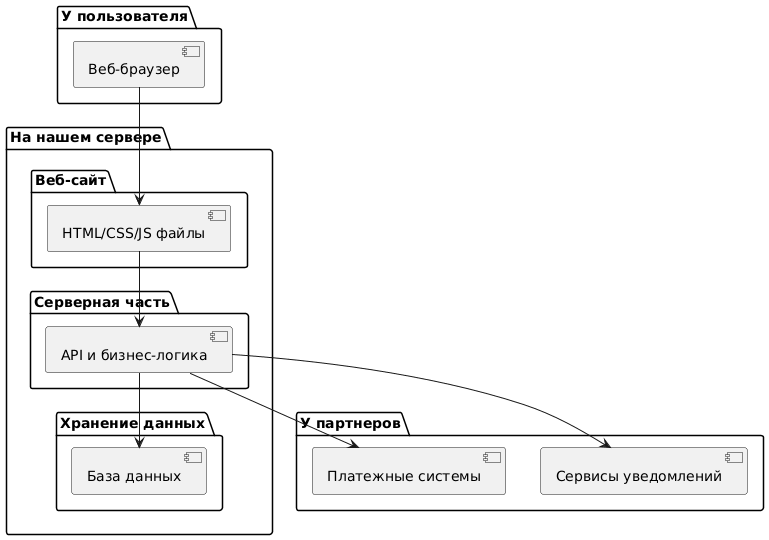 У пользователя
Веб-браузер
На нашем сервере
Веб-сайт
HTML/CSS/JS файлы
Серверная часть
API и бизнес-логика
Хранение данных
База данных
У партнеров
Платежные системы
Сервисы уведомлений